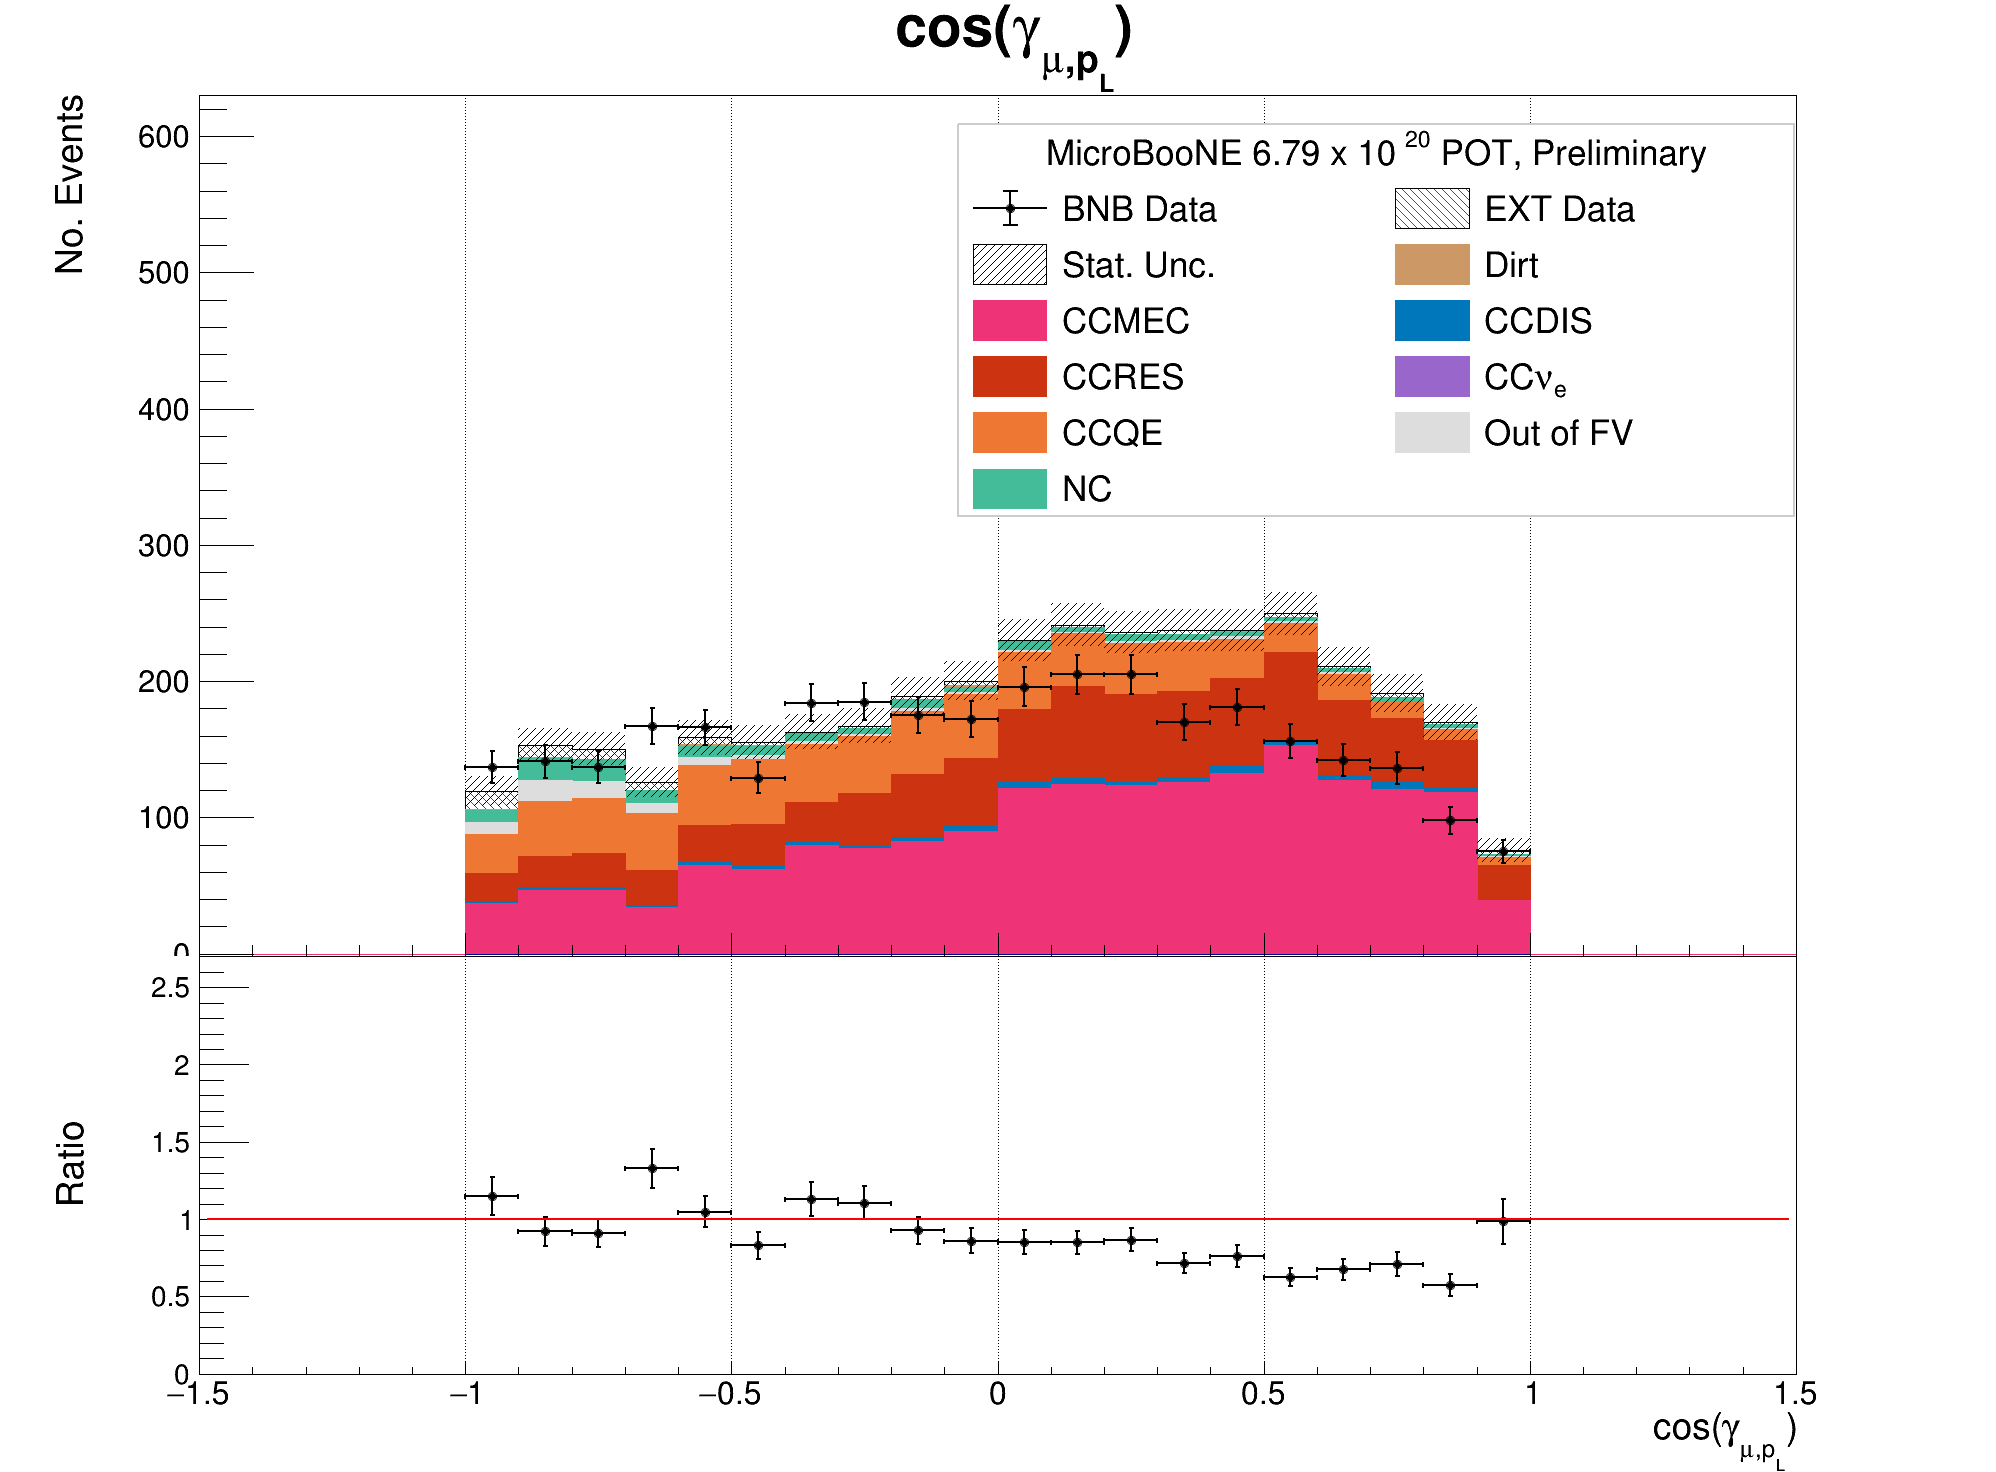 cos(γμ,pL)
No. Events
600
500
400
300
200
100
0
MicroBooNE 6.79 x 10 20 POT, Preliminary
BNB Data
EXT Data
Stat. Unc.
Dirt
CCMEC
CCDIS
CCRES
CCνe
CCQE
Out of FV
NC
Ratio
2.5
2
1.5
1
0.5
0
−1.5 −1 −0.5 0 0.5 1 1.5
cos(γμ,pL)